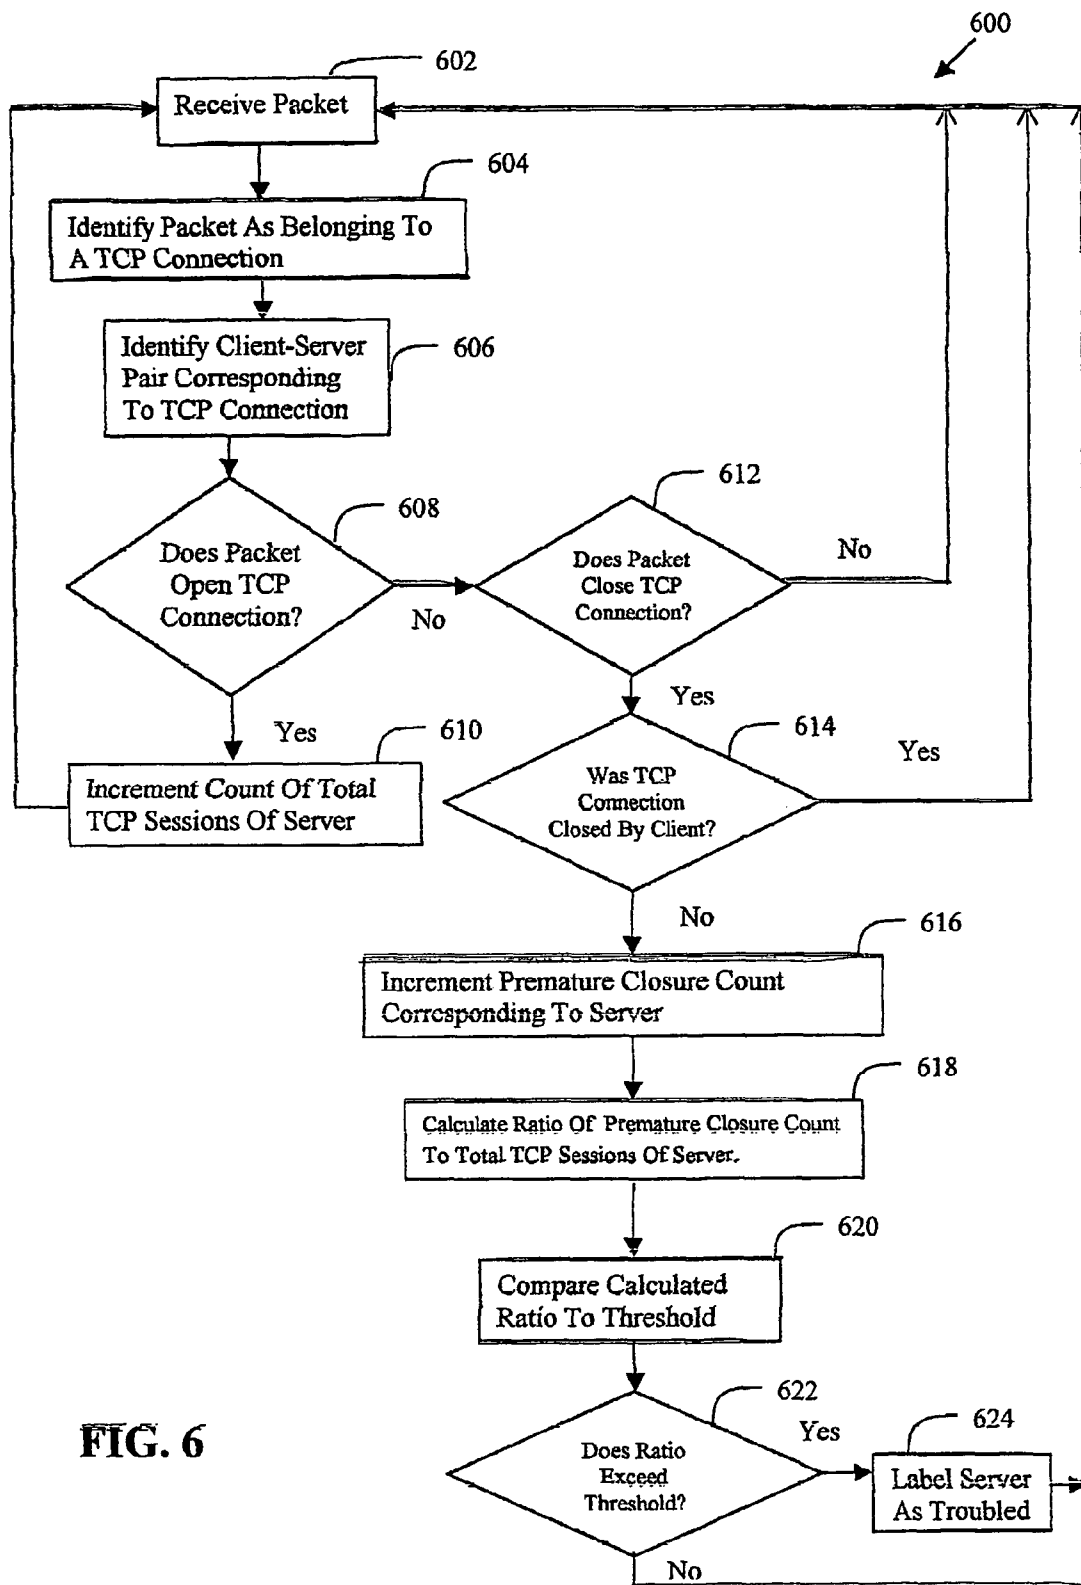 600
602
Receive Packet
604
Identify Packet As Belonging To
A TCP Connection
Identify Client-Server
Pair Corresponding
To TCP Connection
606
608
Does Packet
Open TCP
Connection?
No
612
Does Packet
Close TCP
Connection?
No
Yes
610
Increment Count Of Total
TCP Sessions Of Server
Yes
614
Was TCP
Connection
Closed By Client?
Yes
No
616
Increment Premature Closure Count
Corresponding To Server
618
Calculate Ratio Of Premature Closure Count
To Total TCP Sessions Of Server.
620
Compare Calculated
Ratio To Threshold
622
Does Ratio
Exceed
Threshold?
Yes
624
Label Server
As Troubled
No
FIG. 6